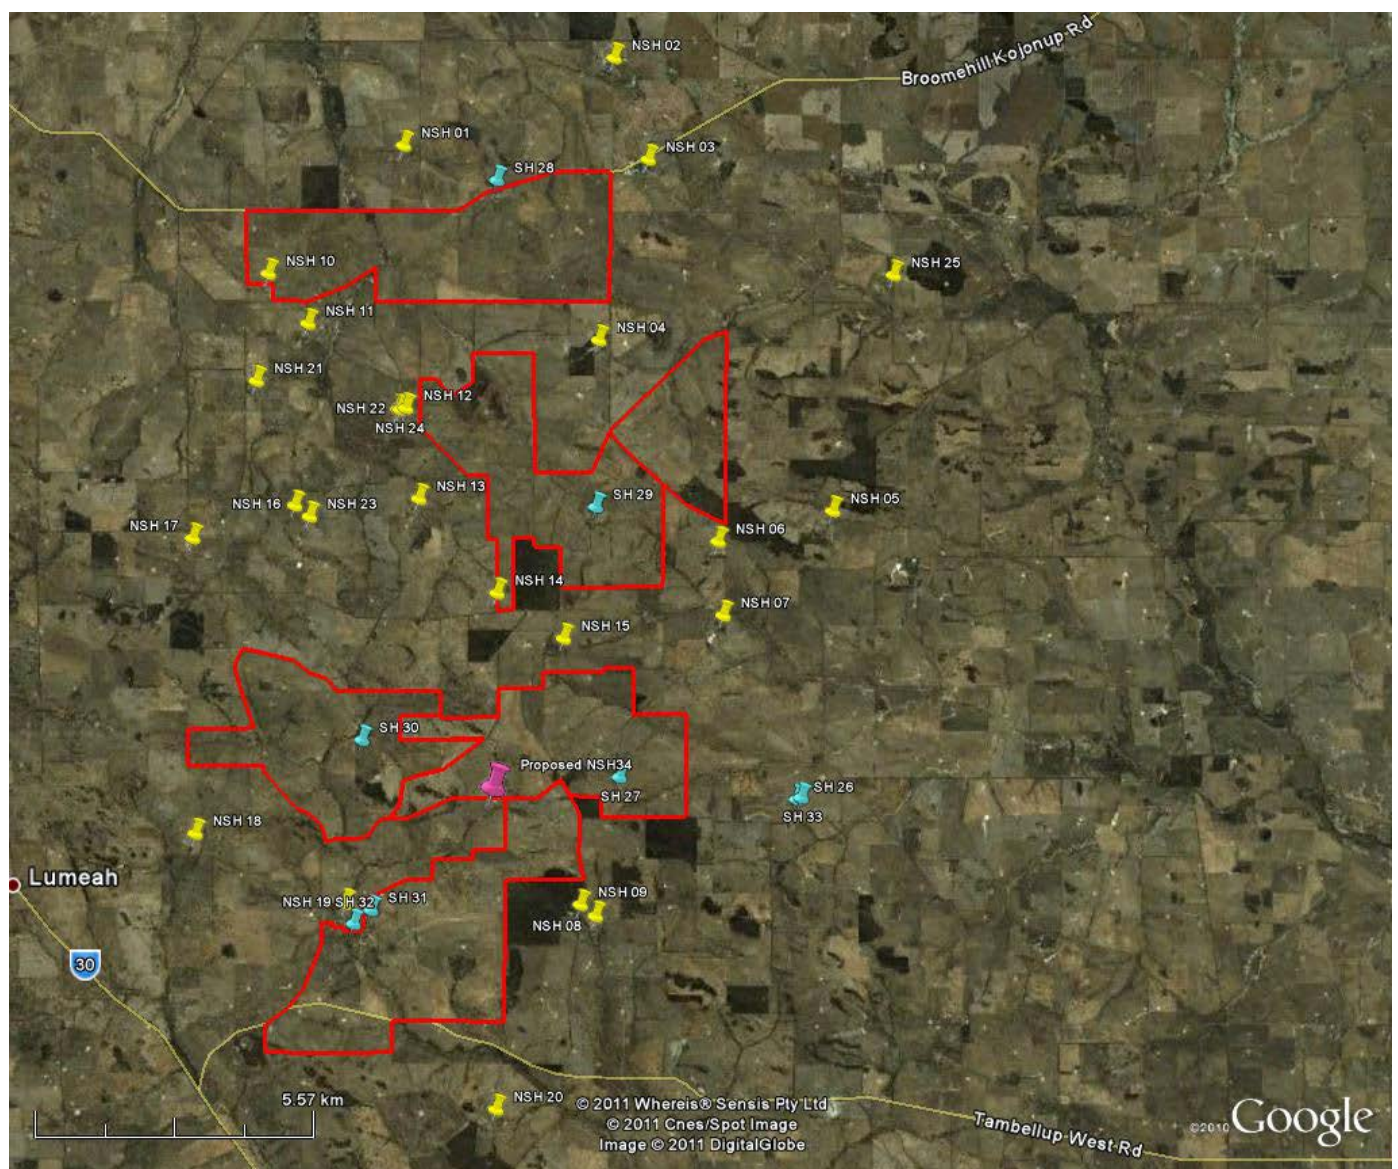 NSH 02
Broomehill-Kojonup-Rd
NSH 01
NSH 03
SH 28
NSH 10
NSH 25
NSH 11
NSH 04
NSH 21
NSH 12
NSH 22
NSH 24
NSH 13
SH 29
NSH 16
NSH 23
NSH 05
NSH 17
NSH 06
NSH 14
NSH 07
NSH 15
SH 30
Proposed NSH34
SH 26
SH 27
SH 33
NSH 18
Lumeah
NSH 19
SH 32
SH 31
NSH 09
NSH 08
30
5.57 km
NSH 20
© 2011 Whereis® Sensis Pty Ltd
© 2011 Cnes/Spot Image
Image © 2011 DigitalGlobe
Tambellup-West Rd
©2010 Google